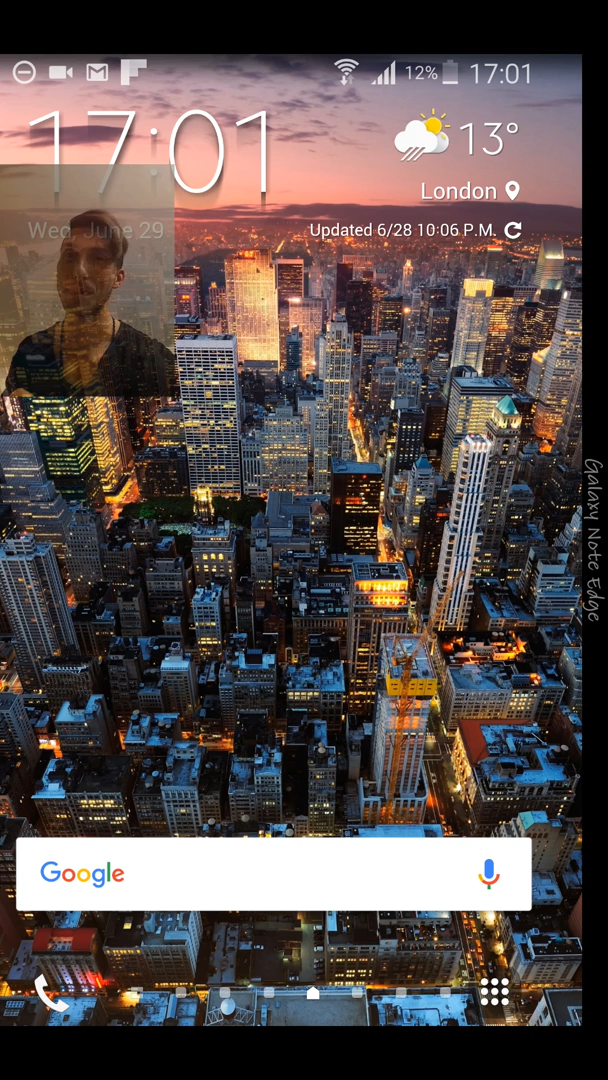 12% 17:01
17:01 13°
London
Wed, June 29 Updated 6/28 10:06 P.M.
Galaxy Note Edge
Google